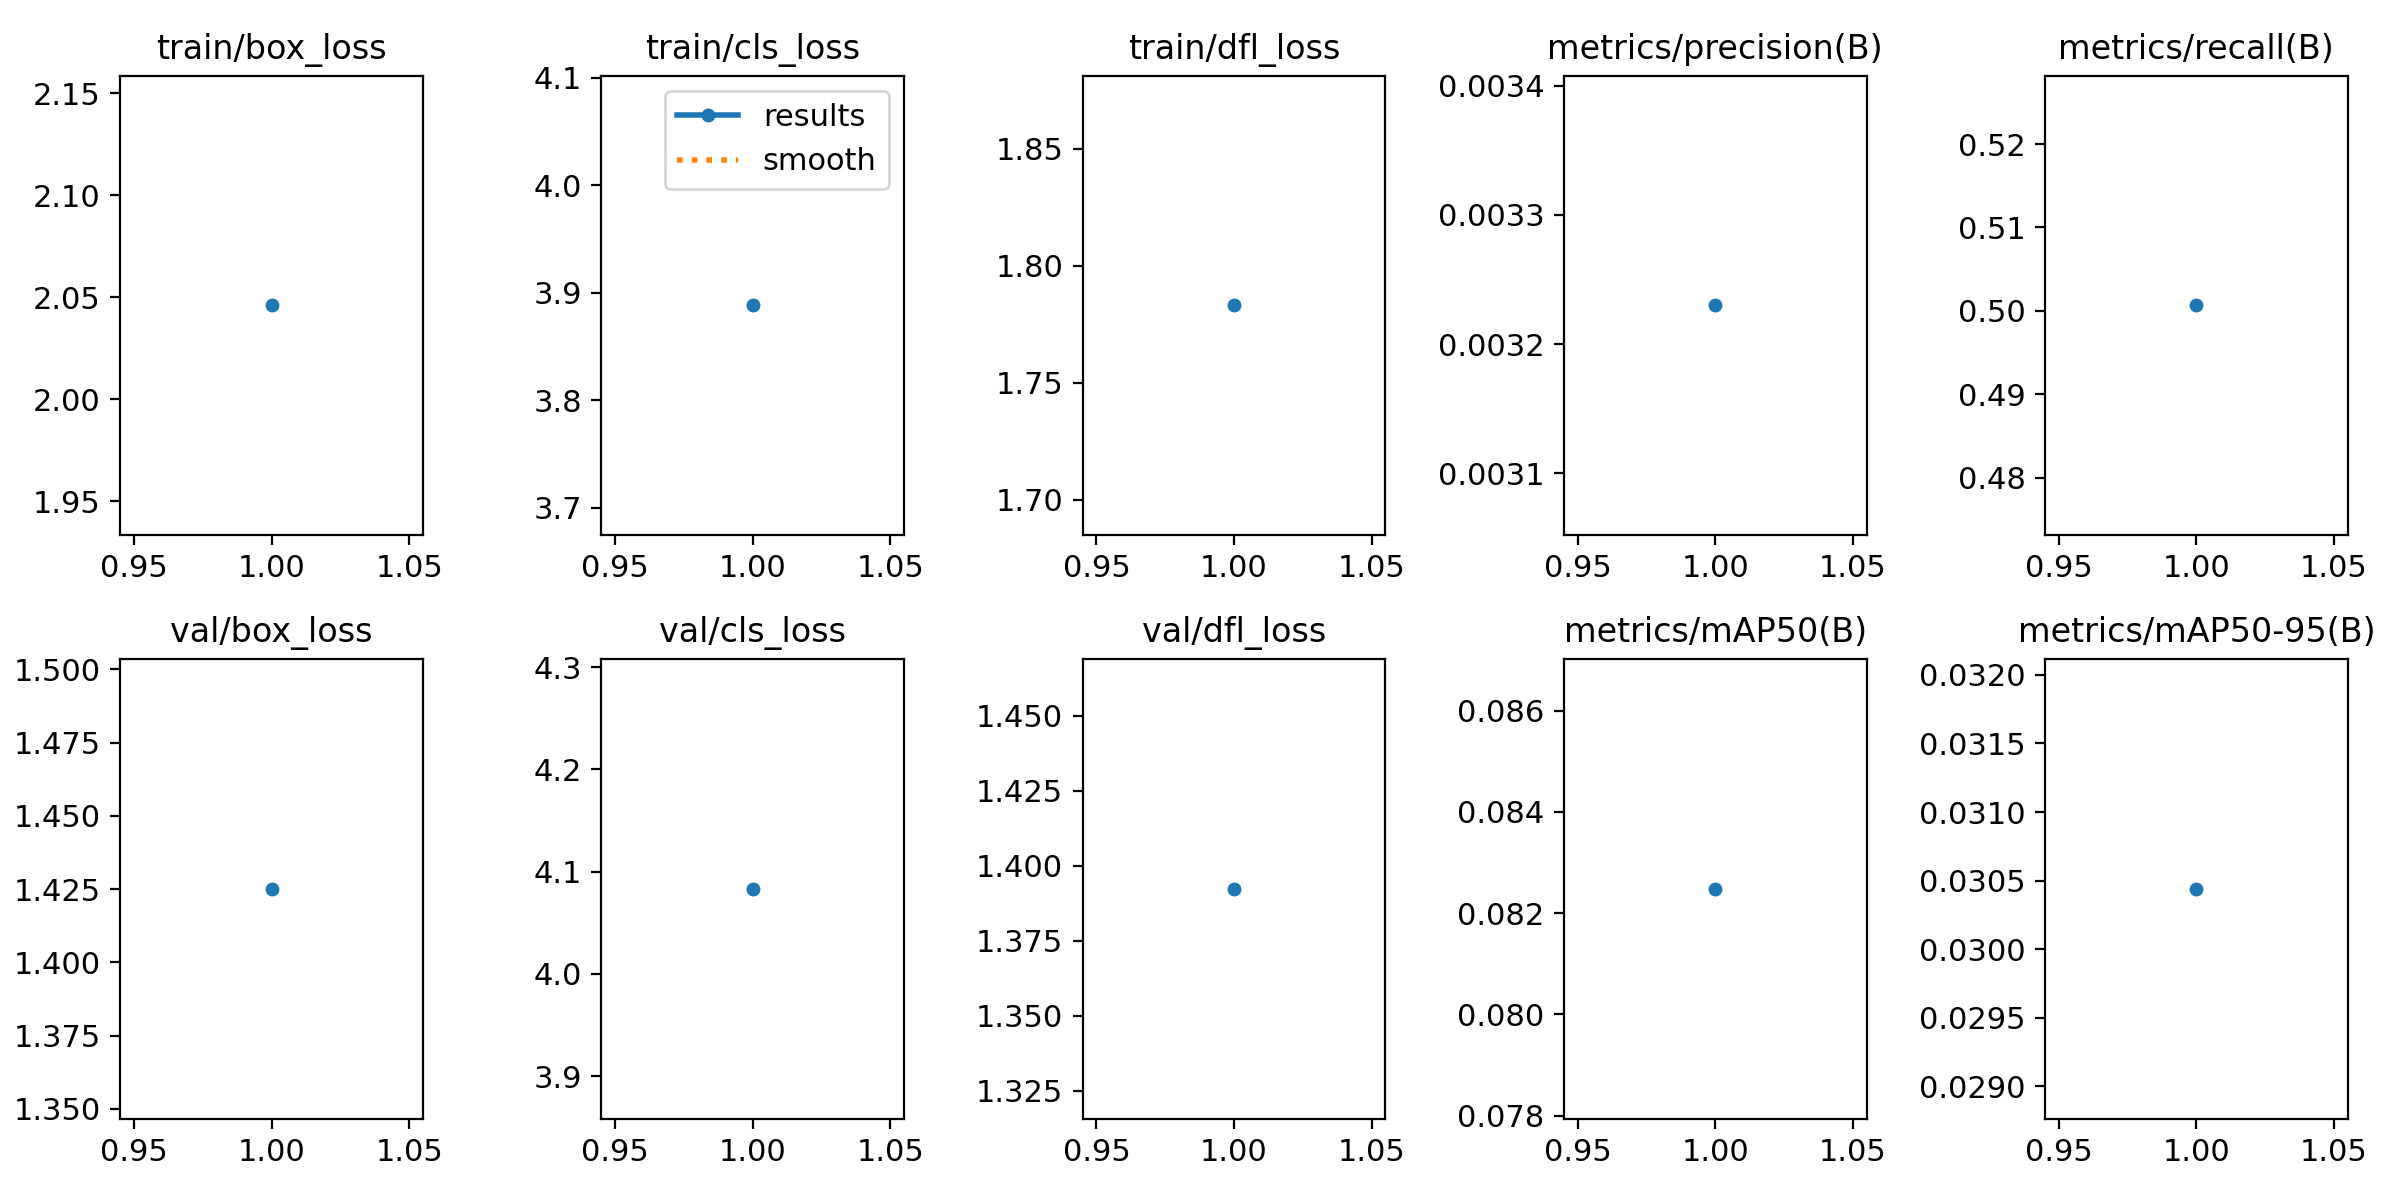 train/box_loss
2.15
2.10
2.05
2.00
1.95
0.95 1.00 1.05
train/cls_loss
4.1
4.0
3.9
3.8
3.7
results
smooth
0.95 1.00 1.05
train/dfl_loss
1.85
1.80
1.75
1.70
0.95 1.00 1.05
metrics/precision(B)
0.0034
0.0033
0.0032
0.0031
0.95 1.00 1.05
metrics/recall(B)
0.52
0.51
0.50
0.49
0.48
0.95 1.00 1.05
val/box_loss
1.500
1.475
1.450
1.425
1.400
1.375
1.350
0.95 1.00 1.05
val/cls_loss
4.3
4.2
4.1
4.0
3.9
0.95 1.00 1.05
val/dfl_loss
1.450
1.425
1.400
1.375
1.350
1.325
0.95 1.00 1.05
metrics/mAP50(B)
0.086
0.084
0.082
0.080
0.078
0.95 1.00 1.05
metrics/mAP50-95(B)
0.0320
0.0315
0.0310
0.0305
0.0300
0.0295
0.0290
0.95 1.00 1.05